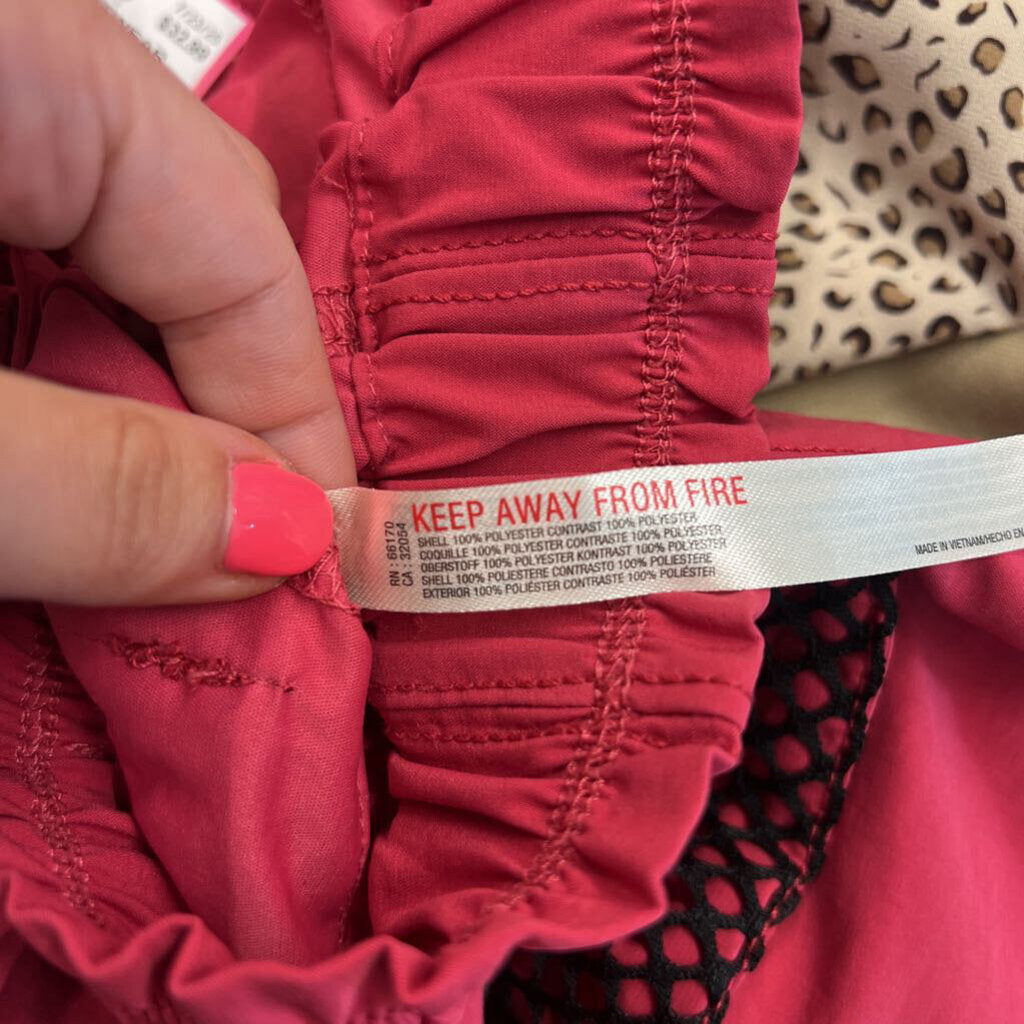 $32.99
KEEP AWAY FROM FIRE
SHELL 100% POLYESTER CONTRAST 100% POLYESTER
COQUILLE 100% POLYESTER CONTRASTE 100% POLYESTER
OBERSTOFF 100% POLYESTER KONTRAST 100% POLYESTER
SHELL 100% POLIESTERE CONTRASTO 100% POLIESTERE
EXTERIOR 100% POLIÉSTER CONTRASTE 100% POLIÉSTER
RN : 66170
CA : 32054
MADE IN VIETNAM/HECHO EN